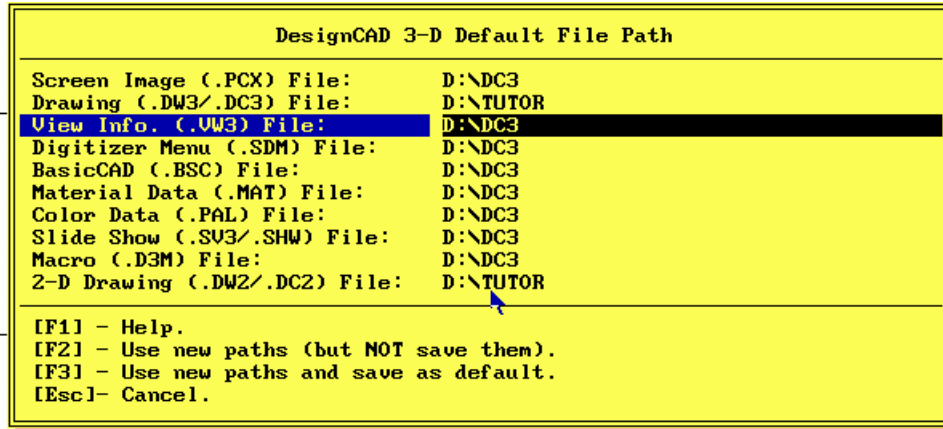 DesignCAD 3-D Default File Path
Screen Image (.PCX) File: D:\DC3
Drawing (.DW3/.DC3) File: D:\TUTOR
View Info. (.VW3) File: D:\DC3
Digitizer Menu (.SDM) File: D:\DC3
BasicCAD (.BSC) File: D:\DC3
Material Data (.MAT) File: D:\DC3
Color Data (.PAL) File: D:\DC3
Slide Show (.SV3/.SHW) File: D:\DC3
Macro (.D3M) File: D:\DC3
2-D Drawing (.DW2/.DC2) File: D:\TUTOR
[F1] - Help.
[F2] - Use new paths (but NOT save them).
[F3] - Use new paths and save as default.
[Esc]- Cancel.